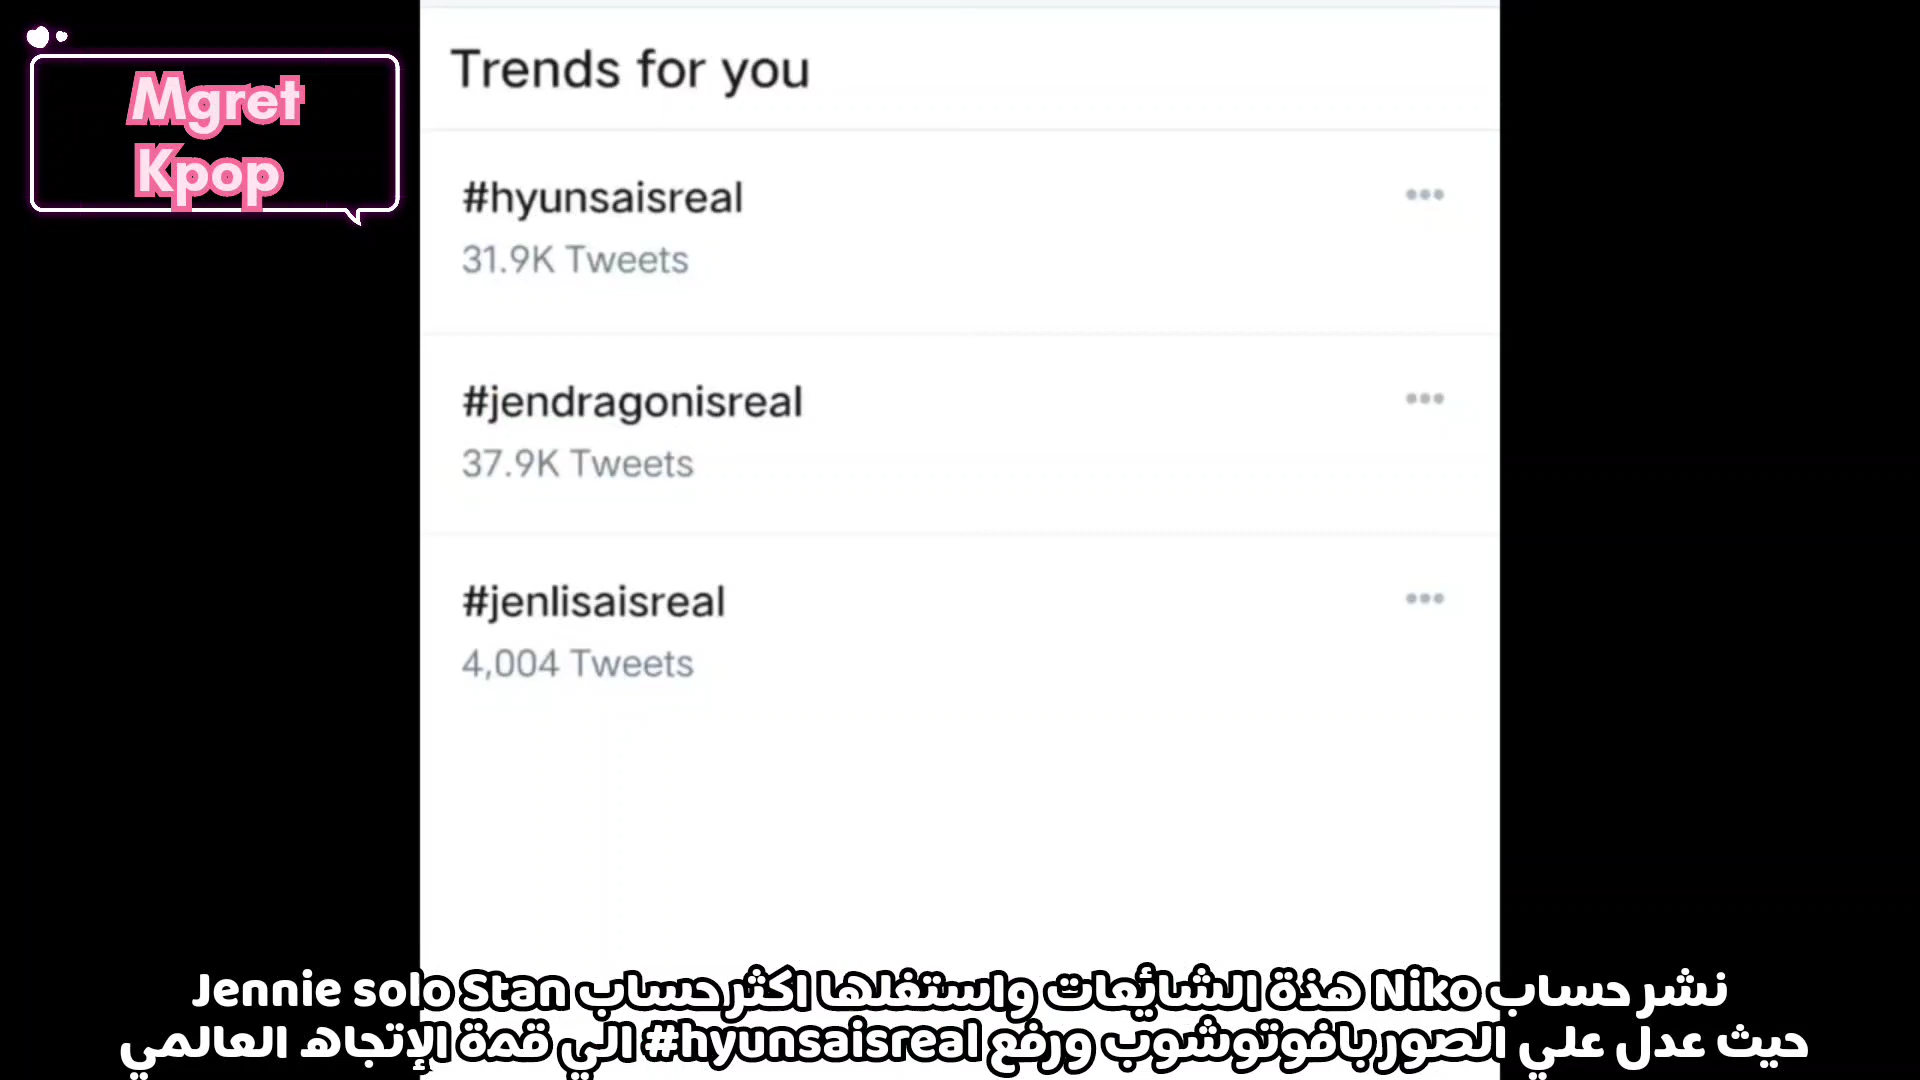 Mgret
Kpop
Trends for you
#hyunsaisreal
31.9K Tweets
#jendragonisreal
37.9K Tweets
#jenlisaisreal
4,004 Tweets
نشر حساب Niko هذة الشائعات واستغلها اكثر حساب Jennie solo Stan
حيث عدل علي الصور بافوتوشوب ورفع hyunsaisreal# الي قمة الإتجاه العالمي